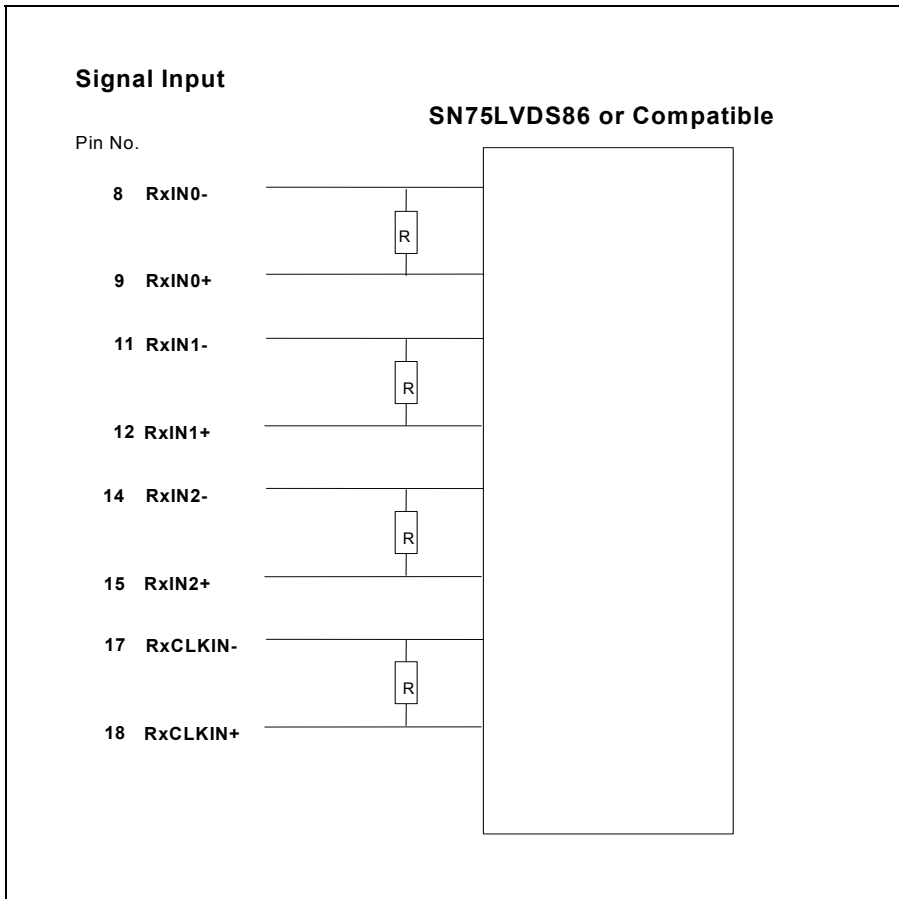 Signal Input
SN75LVDS86 or Compatible
Pin No.
8 RxIN0-
R
9 RxIN0+
11 RxIN1-
R
12 RxIN1+
14 RxIN2-
R
15 RxIN2+
17 RxCLKIN-
R
18 RxCLKIN+